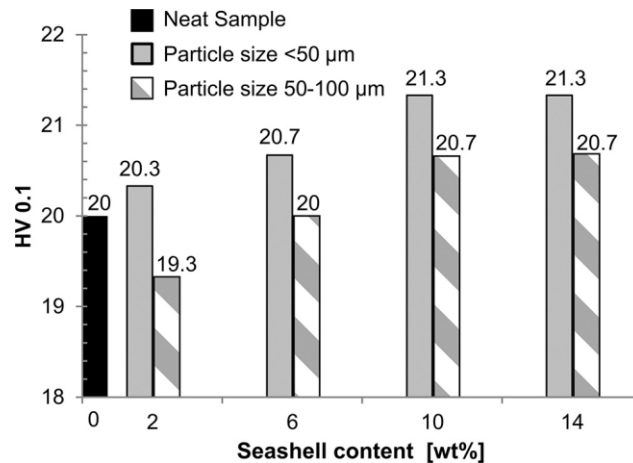 Neat Sample
Particle size <50 µm
Particle size 50-100 µm
22
21
20
19
18
HV 0.1
20
20.3
19.3
20.7
20
21.3
20.7
21.3
20.7
0 2 6 10 14
Seashell content [wt%]